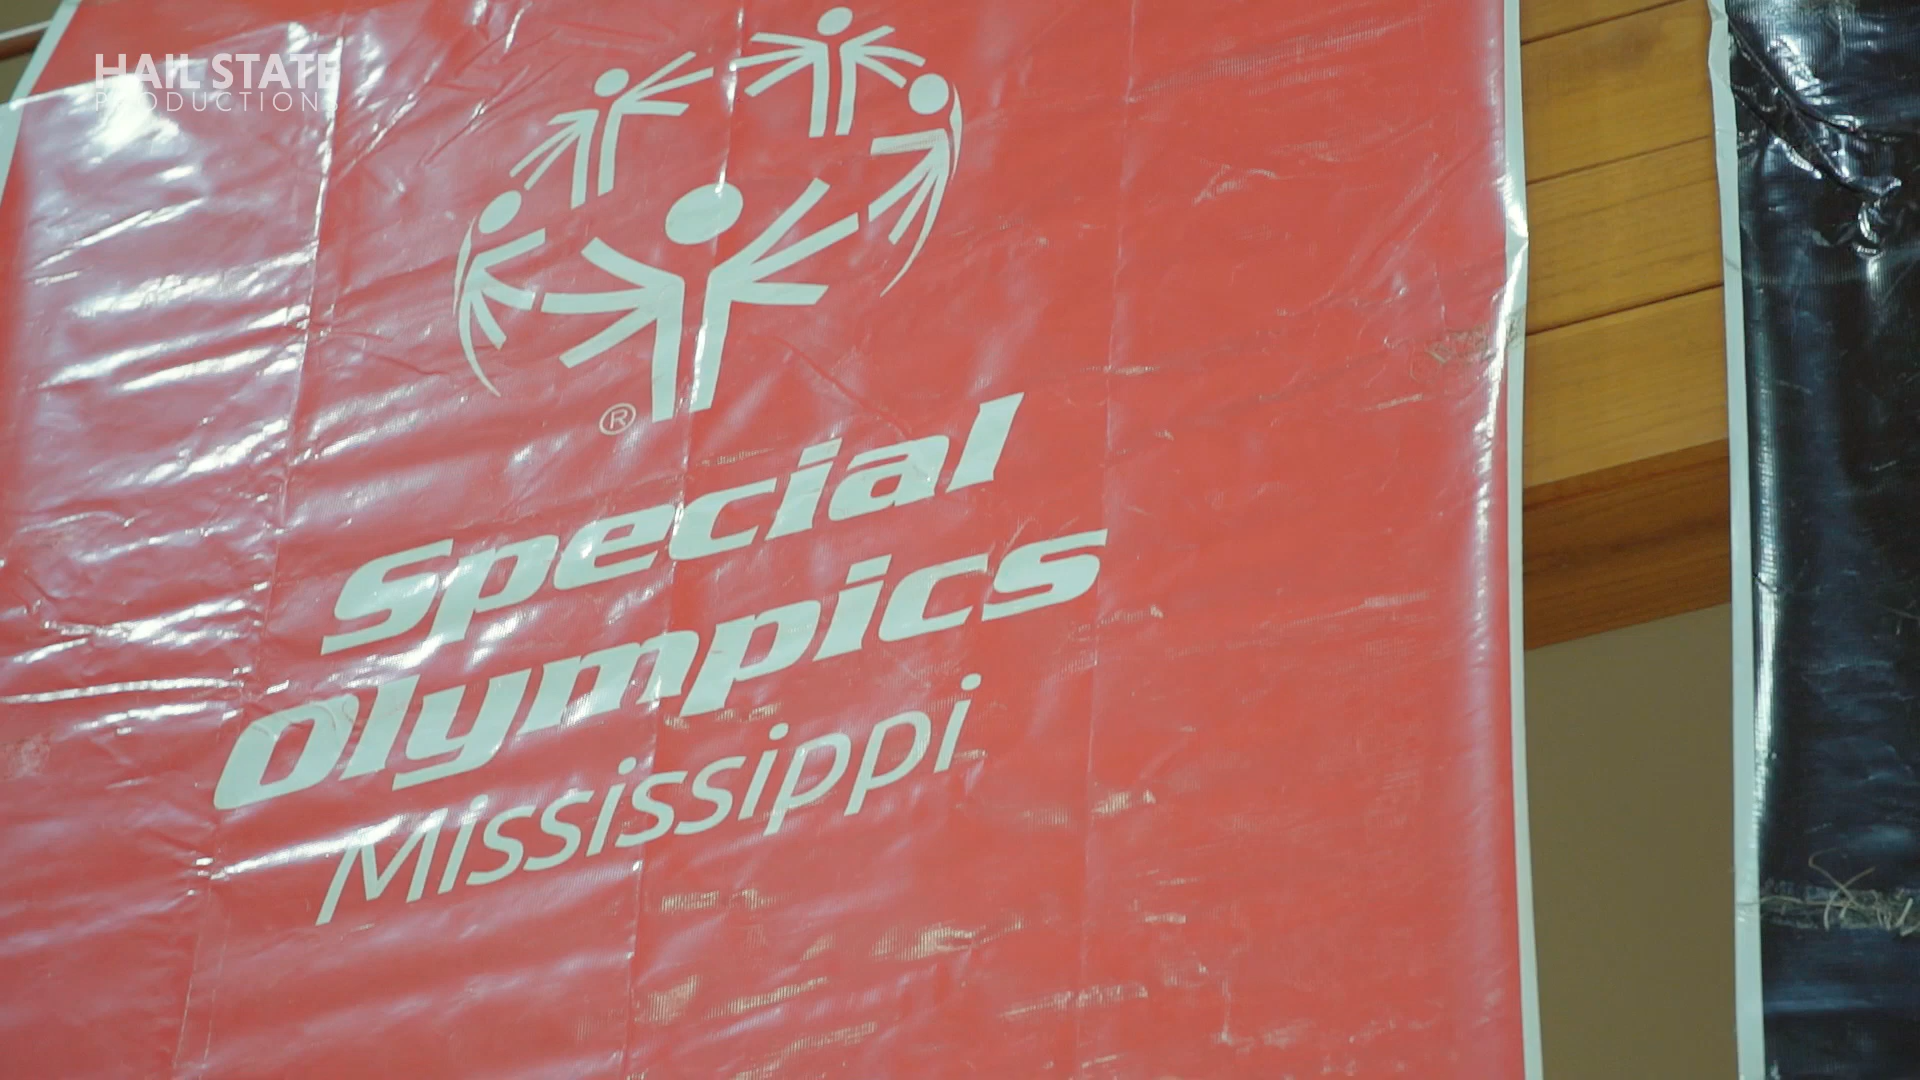 HAIL STATE
PRODUCTIONS
®
Special
Olympics
Mississippi